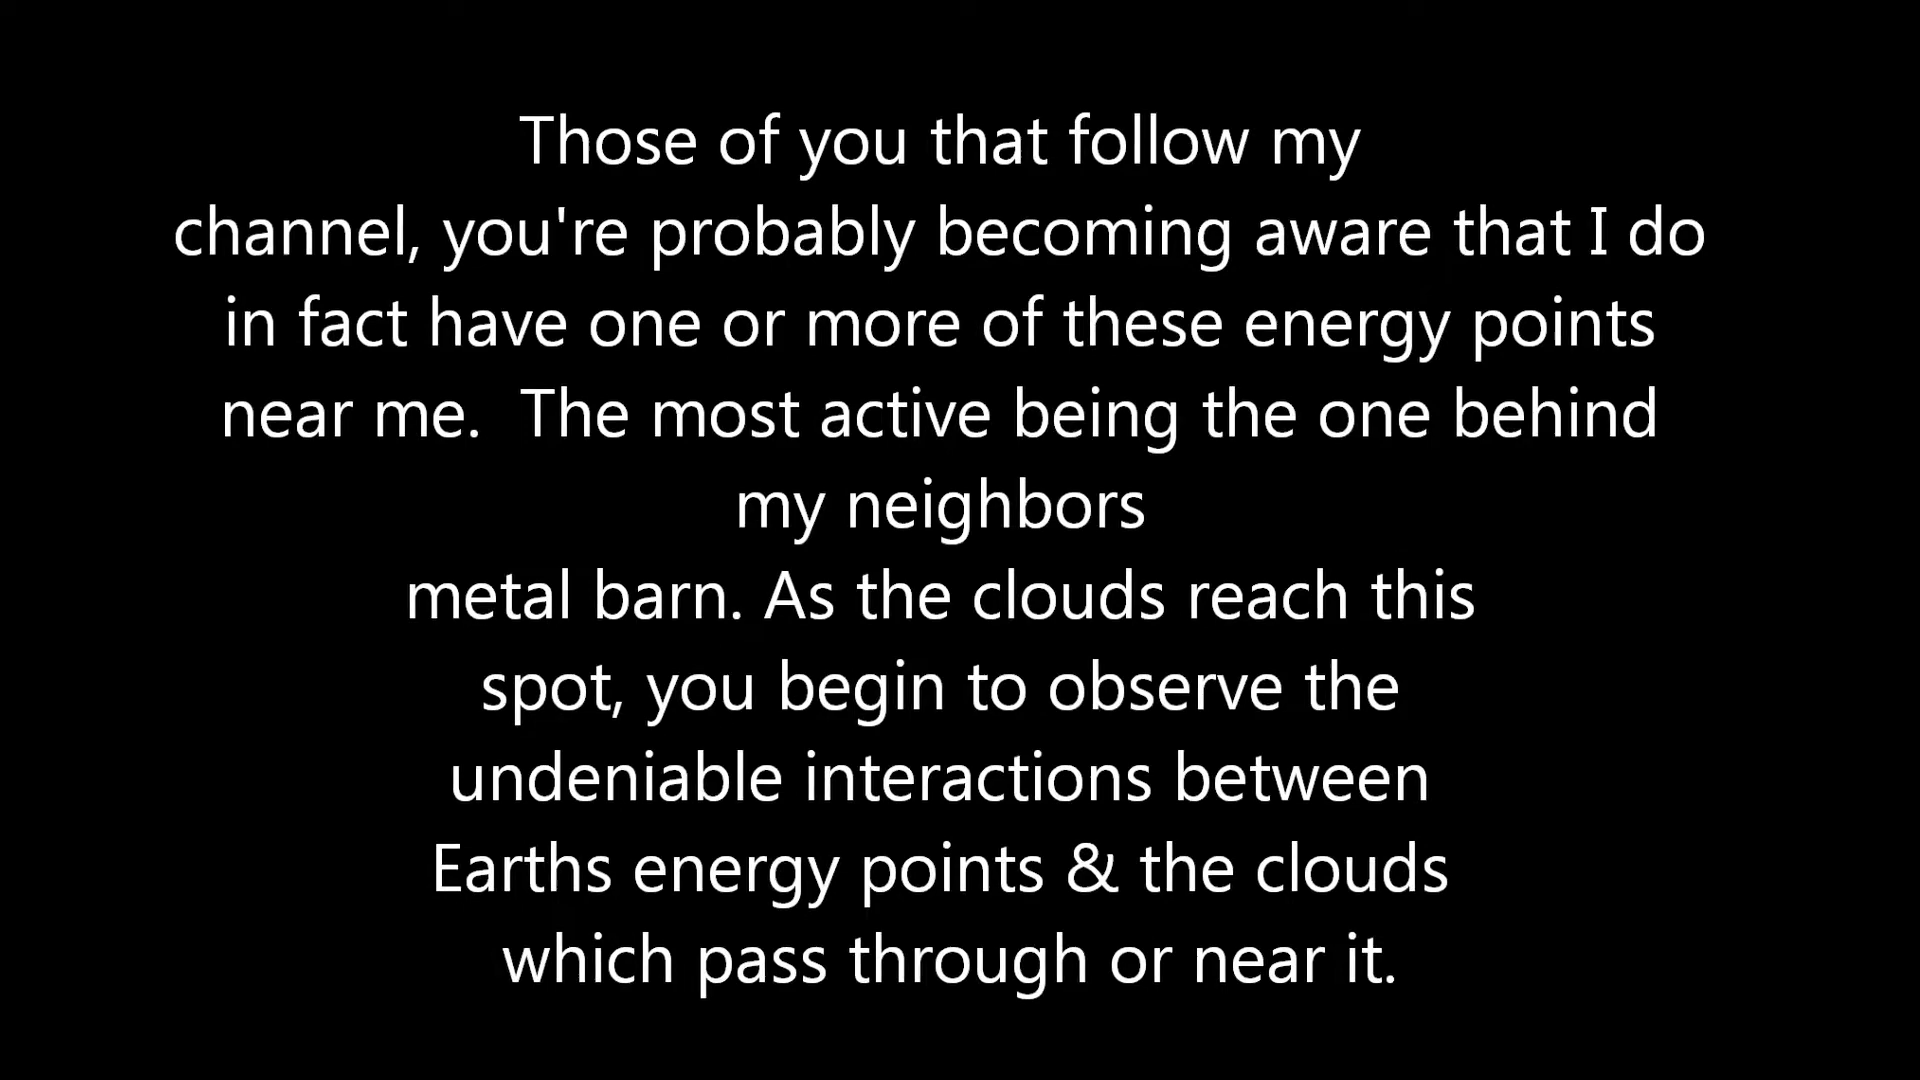 Those of you that follow my
channel, you're probably becoming aware that I do
in fact have one or more of these energy points
near me.  The most active being the one behind
my neighbors
metal barn. As the clouds reach this
spot, you begin to observe the
undeniable interactions between
Earths energy points & the clouds
which pass through or near it.